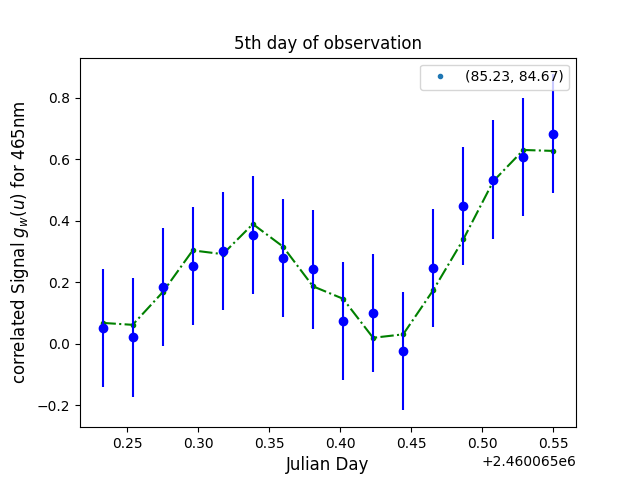 5th day of observation
(85.23, 84.67)
correlated Signal g_w(u) for 465nm
0.8
0.6
0.4
0.2
0.0
−0.2
0.25 0.30 0.35 0.40 0.45 0.50 0.55
+2.460065e6
Julian Day